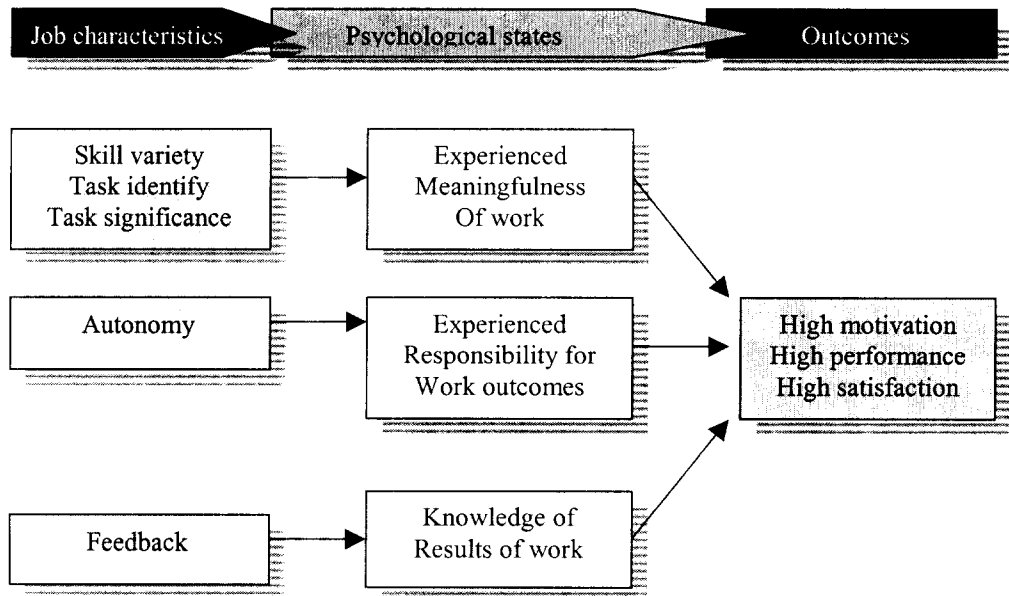 Job characteristics
Psychological states
Outcomes
Skill variety
Task identify
Task significance
Experienced
Meaningfulness
Of work
Autonomy
Experienced
Responsibility for
Work outcomes
High motivation
High performance
High satisfaction
Feedback
Knowledge of
Results of work